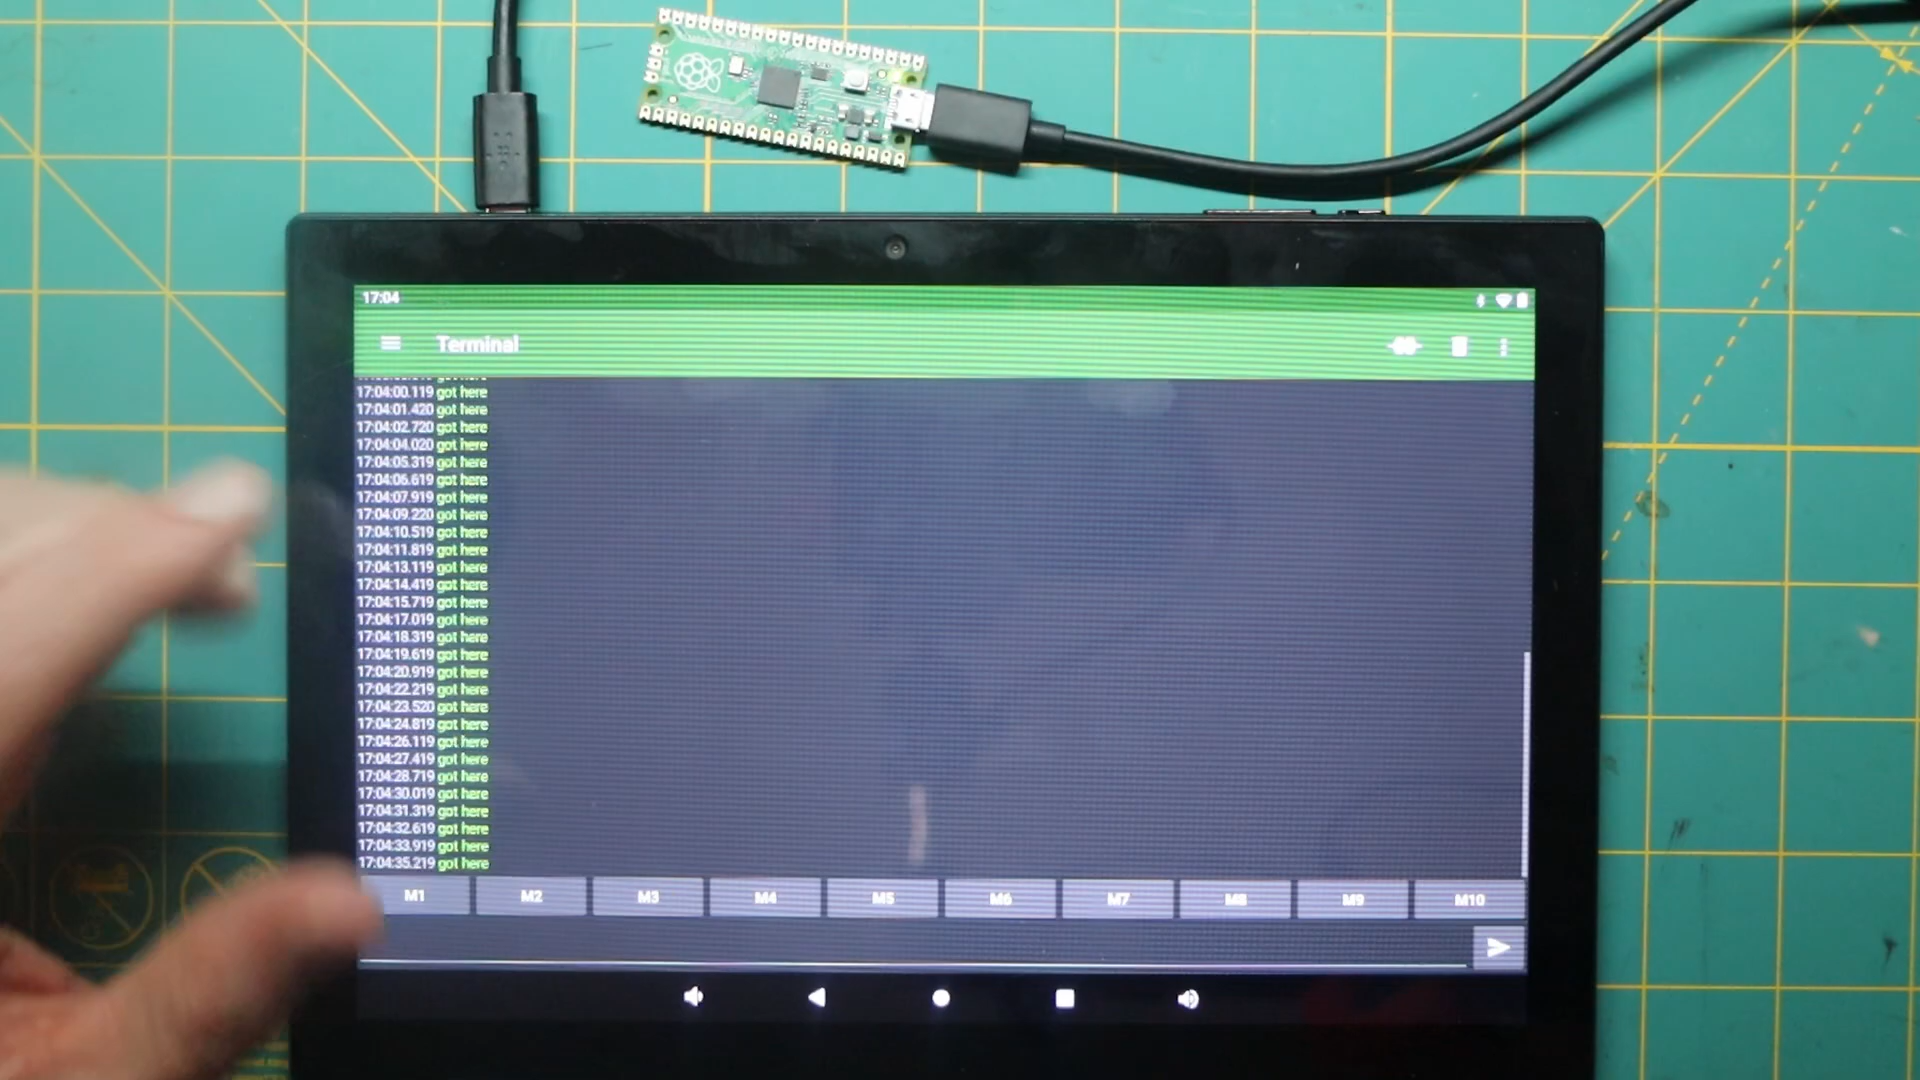 17:04
Terminal
17:04:00.119 got here
17:04:01.420 got here
17:04:02.720 got here
17:04:04.020 got here
17:04:05.319 got here
17:04:06.619 got here
17:04:07.919 got here
17:04:09.220 got here
17:04:10.519 got here
17:04:11.819 got here
17:04:13.119 got here
17:04:14.419 got here
17:04:15.719 got here
17:04:17.019 got here
17:04:18.319 got here
17:04:19.619 got here
17:04:20.919 got here
17:04:22.219 got here
17:04:23.520 got here
17:04:24.819 got here
17:04:26.119 got here
17:04:27.419 got here
17:04:28.719 got here
17:04:30.019 got here
17:04:31.319 got here
17:04:32.619 got here
17:04:33.919 got here
17:04:35.219 got here
M1 M2 M3 M4 M5 M6 M7 M8 M9 M10